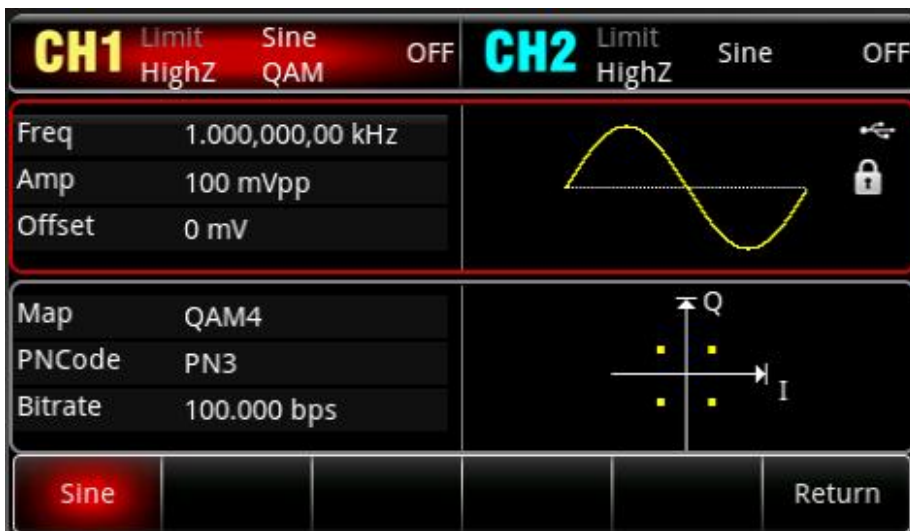 CH1 Limit Sine OFF CH2 Limit Sine OFF
HighZ QAM HighZ
Freq 1.000,000,00 kHz
Amp 100 mVpp
Offset 0 mV
Map QAM4
PNCode PN3
Bitrate 100.000 bps
Q
I
Sine Return